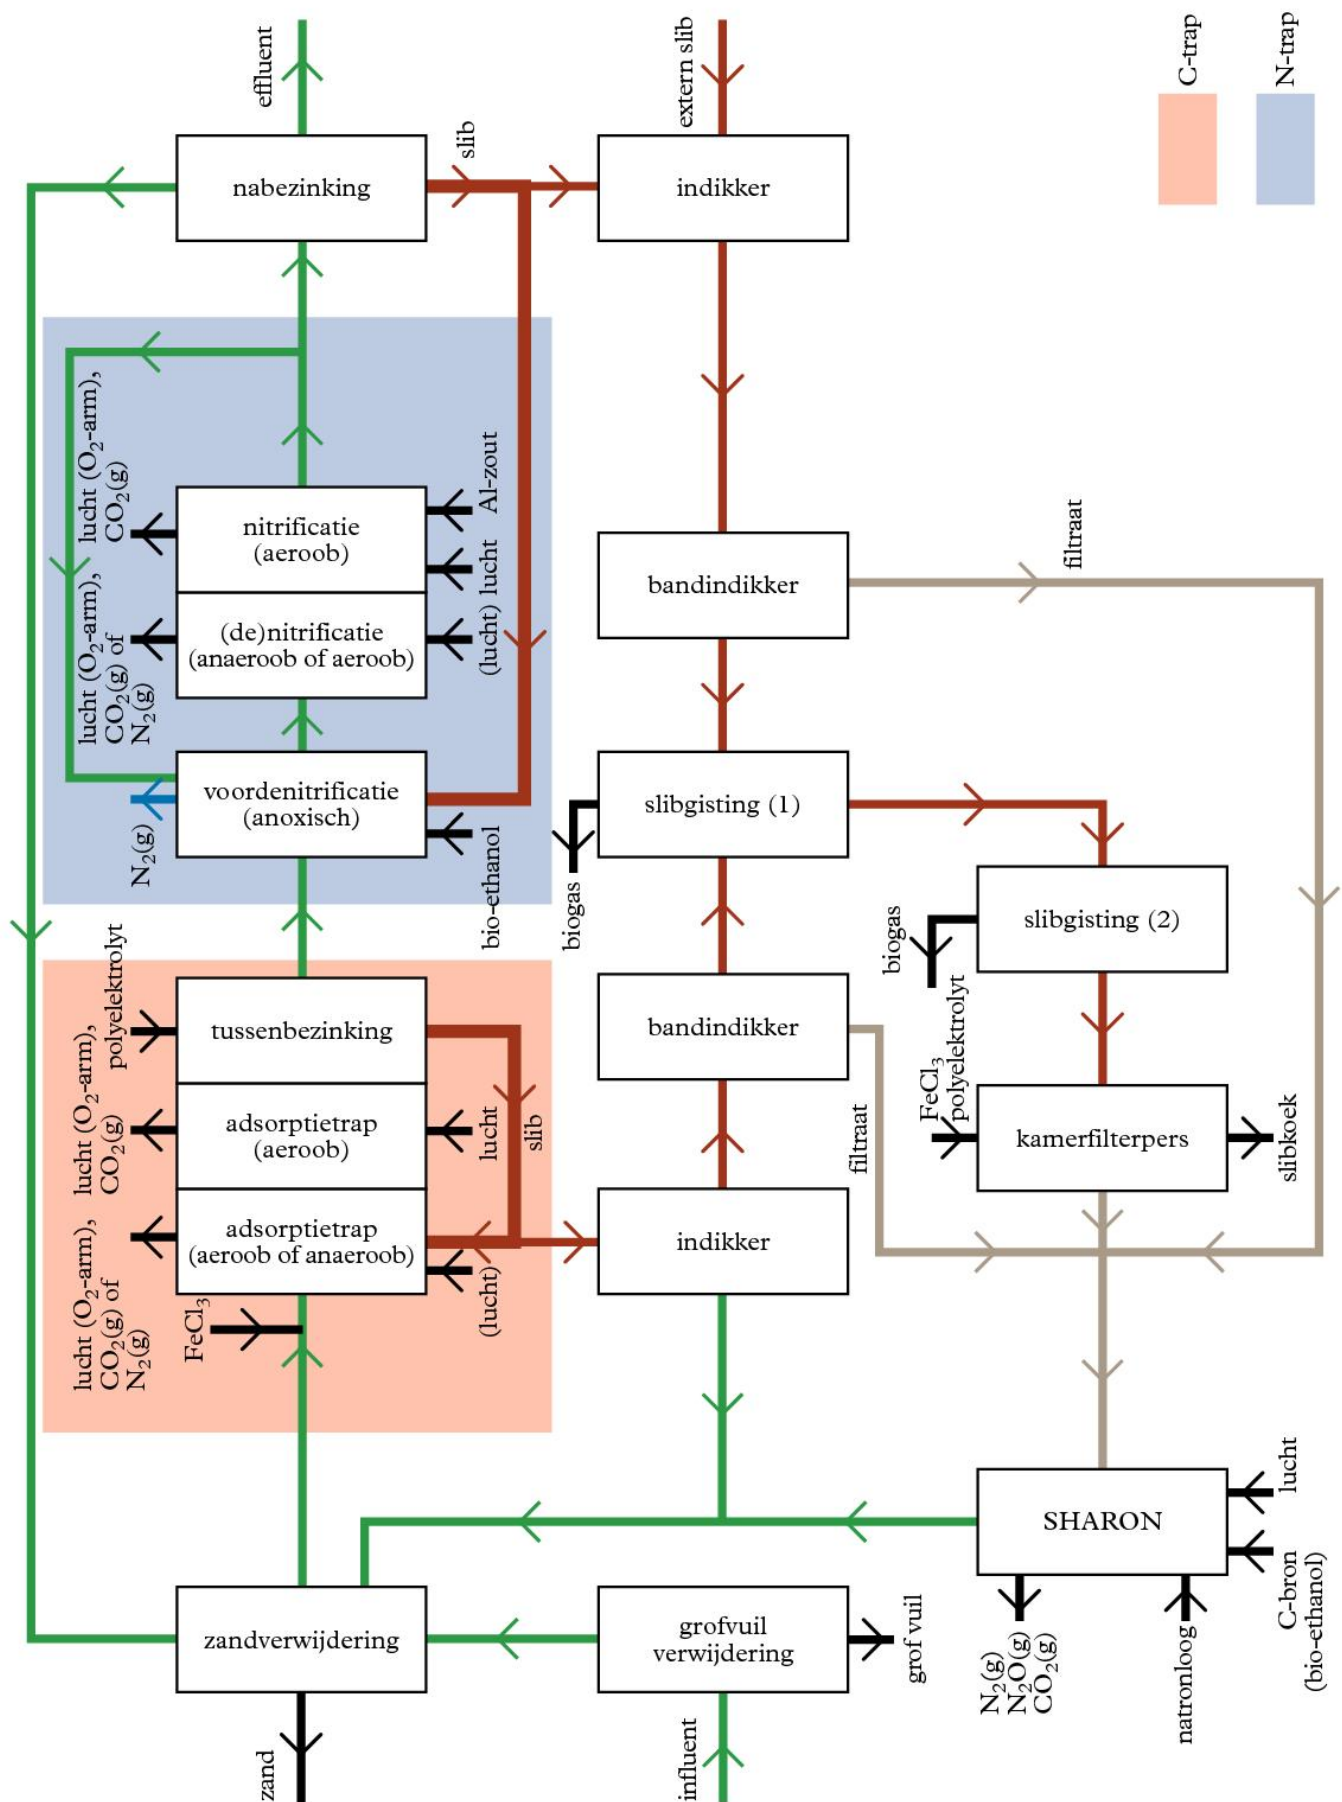 effluent
extern slib
C-trap
N-trap
nabezinking
slib
indikker
lucht (O₂-arm),
CO₂(g)
nitrificatie
(aeroob)
Al-zout
lucht
lucht (O₂-arm),
CO₂(g) of
N₂(g)
(de)nitrificatie
(anaeroob of aeroob)
(lucht)
bandindikker
filtraat
N₂(g)
voordenitrificatie
(anoxisch)
bio-ethanol
slibgisting (1)
biogas
slibgisting (2)
biogas
polyelektrolyt
tussenbezinking
bandindikker
filtraat
lucht (O₂-arm),
CO₂(g)
adsorptietrap
(aeroob)
lucht
slib
FeCl₃
polyelektrolyt
kamerfilterpers
slibkoek
lucht (O₂-arm),
CO₂(g) of
N₂(g)
adsorptietrap
(aeroob of anaeroob)
(lucht)
FeCl₃
indikker
SHARON
lucht
C-bron
(bio-ethanol)
N₂(g)
N₂O(g)
CO₂(g)
natronloog
zandverwijdering
grofvuil
verwijdering
grof vuil
zand
influent